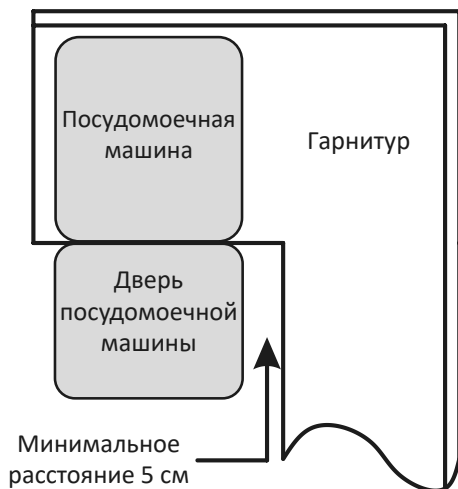 Посудомоечная
машина
Гарнитур
Дверь
посудомоечной
машины
Минимальное
расстояние 5 см